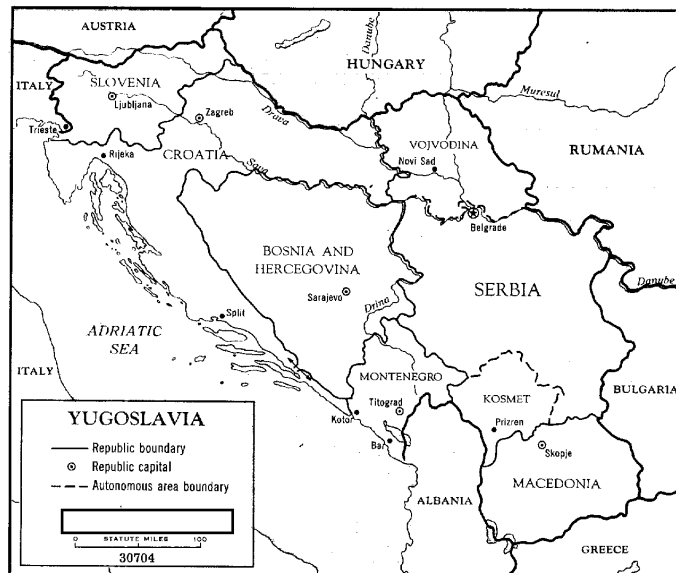 AUSTRIA
Danube
HUNGARY
ITALY
SLOVENIA
Ljubljana
Zagreb
Drava
Muresul
Trieste
Rijeka
CROATIA
Sava
VOJVODINA
Novi Sad
RUMANIA
Belgrade
BOSNIA AND
HERCEGOVINA
Sarajevo
Drina
SERBIA
Danube
Split
ADRIATIC
SEA
ITALY
MONTENEGRO
Titograd
KOSMET
BULGARIA
Kotor
Prizren
Bar
Skopje
MACEDONIA
ALBANIA
GREECE
YUGOSLAVIA
Republic boundary
Republic capital
Autonomous area boundary
0 STATUTE MILES 100
30704